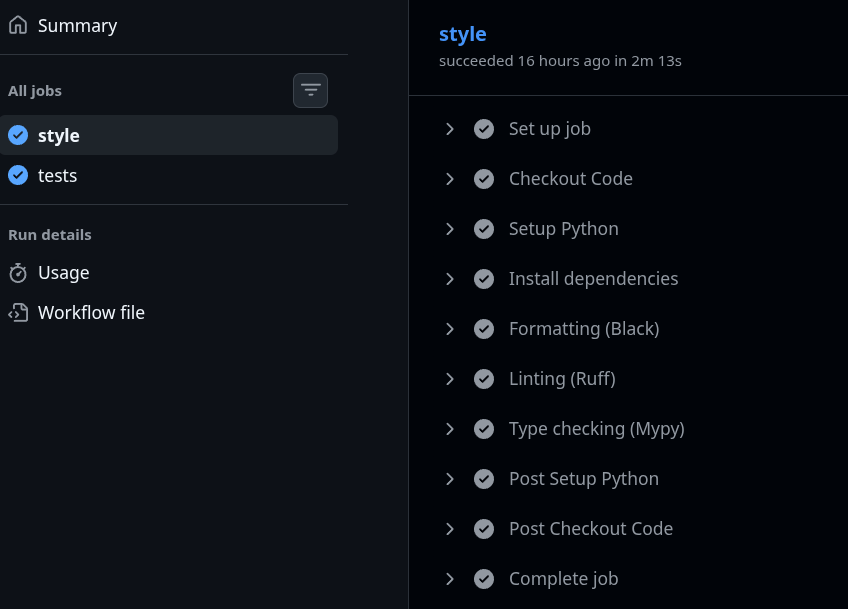 Summary
All jobs
style
tests
Run details
Usage
Workflow file
style
succeeded 16 hours ago in 2m 13s
Set up job
Checkout Code
Setup Python
Install dependencies
Formatting (Black)
Linting (Ruff)
Type checking (Mypy)
Post Setup Python
Post Checkout Code
Complete job